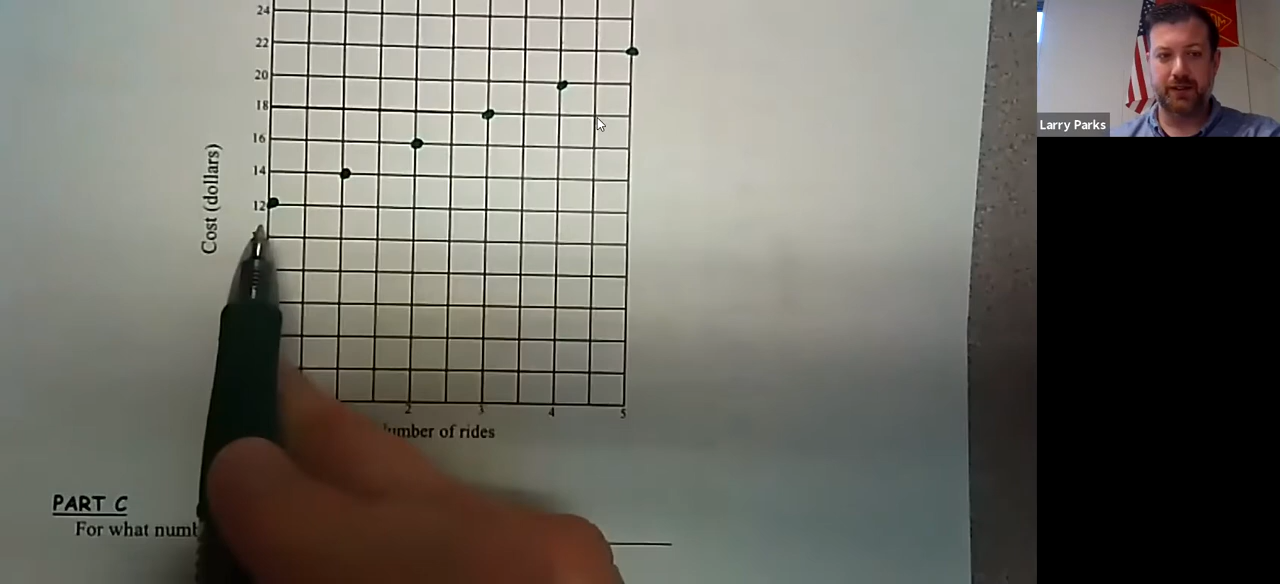 24
22
20
18
16
14
12
Cost (dollars)
2 3 4 5
umber of rides
PART C
For what numb
Larry Parks